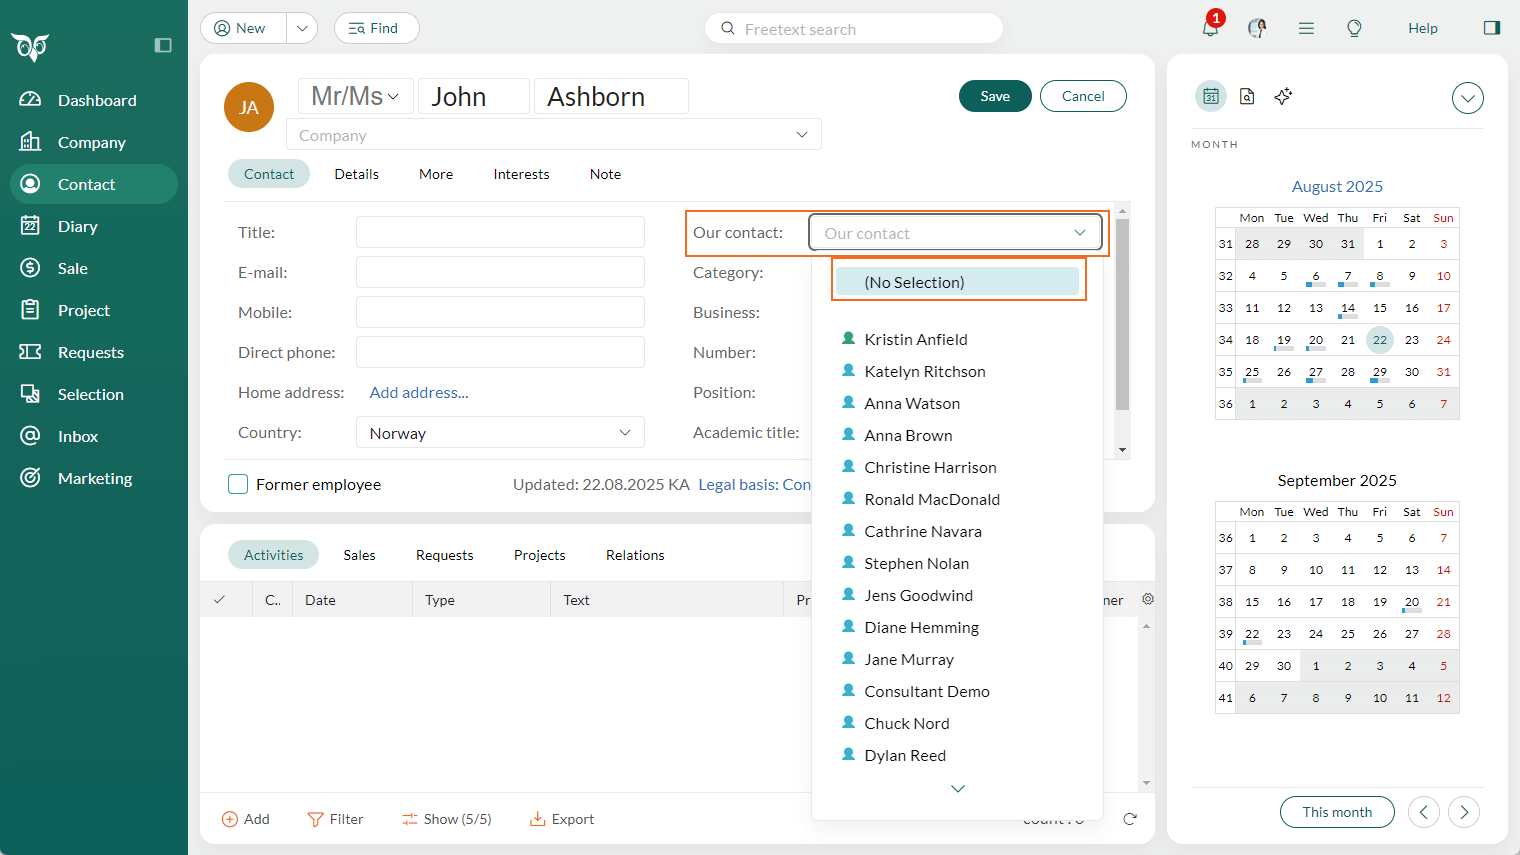 New
Find
Freetext search
1
Help
Dashboard
Company
Contact
Diary
22
Sale
Project
Requests
Selection
Inbox
Marketing
JA
Mr/Ms
John
Ashborn
Save
Cancel
Company
Contact
Details
More
Interests
Note
Title:
E-mail:
Mobile:
Direct phone:
Home address:
Add address...
Country:
Norway
Our contact:
Our contact
Category:
Business:
Number:
Position:
Academic title:
(No Selection)
Kristin Anfield
Katelyn Ritchson
Anna Watson
Anna Brown
Christine Harrison
Ronald MacDonald
Cathrine Navara
Stephen Nolan
Jens Goodwind
Diane Hemming
Jane Murray
Consultant Demo
Chuck Nord
Dylan Reed
Former employee
Updated: 22.08.2025 KA
Legal basis: Con
Activities
Sales
Requests
Projects
Relations
C..
Date
Type
Text
Pr
ner
Add
Filter
Show (5/5)
Export
31
MONTH
August 2025
Mon Tue Wed Thu Fri Sat Sun
31 28 29 30 31 1 2 3
32 4 5 6 7 8 9 10
33 11 12 13 14 15 16 17
34 18 19 20 21 22 23 24
35 25 26 27 28 29 30 31
36 1 2 3 4 5 6 7
September 2025
Mon Tue Wed Thu Fri Sat Sun
36 1 2 3 4 5 6 7
37 8 9 10 11 12 13 14
38 15 16 17 18 19 20 21
39 22 23 24 25 26 27 28
40 29 30 1 2 3 4 5
41 6 7 8 9 10 11 12
This month